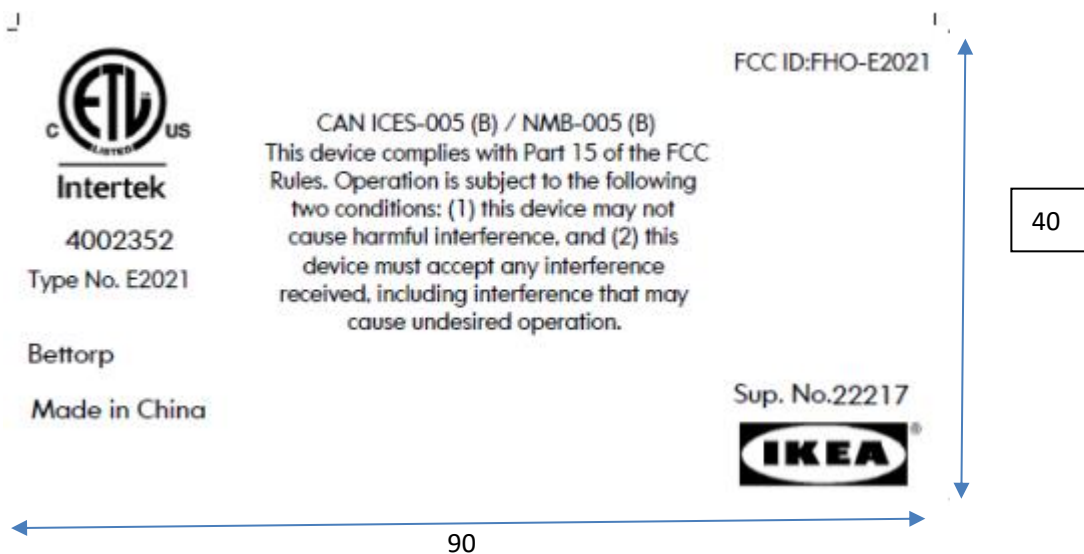 FCC ID:FHO-E2021
ETL
C US
LISTED
Intertek
4002352
Type No. E2021
CAN ICES-005 (B) / NMB-005 (B)
This device complies with Part 15 of the FCC
Rules. Operation is subject to the following
two conditions: (1) this device may not
cause harmful interference, and (2) this
device must accept any interference
received, including interference that may
cause undesired operation.
Bettorp
Made in China
Sup. No.22217
IKEA®
40
90